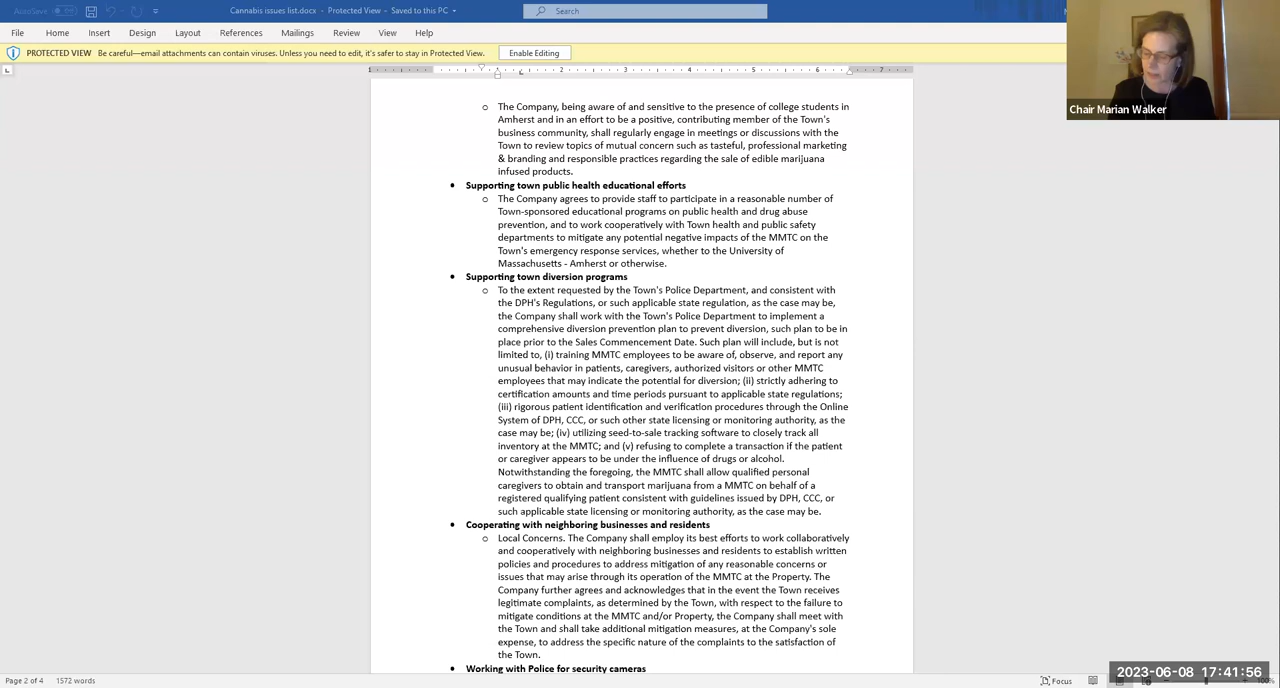 AutoSave Off Cannabis issues list.docx - Protected View - Saved to this PC Search
File Home Insert Design Layout References Mailings Review View Help
PROTECTED VIEW Be careful—email attachments can contain viruses. Unless you need to edit, it's safer to stay in Protected View. Enable Editing
1 1 2 3 4 5 6 7
Chair Marian Walker
o The Company, being aware of and sensitive to the presence of college students in
Amherst and in an effort to be a positive, contributing member of the Town's
business community, shall regularly engage in meetings or discussions with the
Town to review topics of mutual concern such as tasteful, professional marketing
& branding and responsible practices regarding the sale of edible marijuana
infused products.
• Supporting town public health educational efforts
o The Company agrees to provide staff to participate in a reasonable number of
Town-sponsored educational programs on public health and drug abuse
prevention, and to work cooperatively with Town health and public safety
departments to mitigate any potential negative impacts of the MMTC on the
Town's emergency response services, whether to the University of
Massachusetts - Amherst or otherwise.
• Supporting town diversion programs
o To the extent requested by the Town's Police Department, and consistent with
the DPH's Regulations, or such applicable state regulation, as the case may be,
the Company shall work with the Town's Police Department to implement a
comprehensive diversion prevention plan to prevent diversion, such plan to be in
place prior to the Sales Commencement Date. Such plan will include, but is not
limited to, (i) training MMTC employees to be aware of, observe, and report any
unusual behavior in patients, caregivers, authorized visitors or other MMTC
employees that may indicate the potential for diversion; (ii) strictly adhering to
certification amounts and time periods pursuant to applicable state regulations;
(iii) rigorous patient identification and verification procedures through the Online
System of DPH, CCC, or such other state licensing or monitoring authority, as the
case may be; (iv) utilizing seed-to-sale tracking software to closely track all
inventory at the MMTC; and (v) refusing to complete a transaction if the patient
or caregiver appears to be under the influence of drugs or alcohol.
Notwithstanding the foregoing, the MMTC shall allow qualified personal
caregivers to obtain and transport marijuana from a MMTC on behalf of a
registered qualifying patient consistent with guidelines issued by DPH, CCC, or
such applicable state licensing or monitoring authority, as the case may be.
• Cooperating with neighboring businesses and residents
o Local Concerns. The Company shall employ its best efforts to work collaboratively
and cooperatively with neighboring businesses and residents to establish written
policies and procedures to address mitigation of any reasonable concerns or
issues that may arise through its operation of the MMTC at the Property. The
Company further agrees and acknowledges that in the event the Town receives
legitimate complaints, as determined by the Town, with respect to the failure to
mitigate conditions at the MMTC and/or Property, the Company shall meet with
the Town and shall take additional mitigation measures, at the Company's sole
expense, to address the specific nature of the complaints to the satisfaction of
the Town.
• Working with Police for security cameras
2023-06-08 17:41:56
Page 2 of 4 1572 words Focus 100%